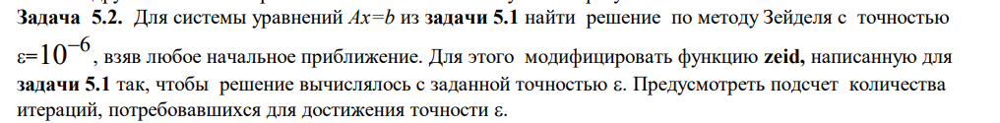 Задача 5.2. Для системы уравнений Ax=b из задачи 5.1 найти решение по методу Зейделя с точностью
ε=10⁻⁶, взяв любое начальное приближение. Для этого модифицировать функцию zeid, написанную для
задачи 5.1 так, чтобы решение вычислялось с заданной точностью ε. Предусмотреть подсчет количества
итераций, потребовавшихся для достижения точности ε.